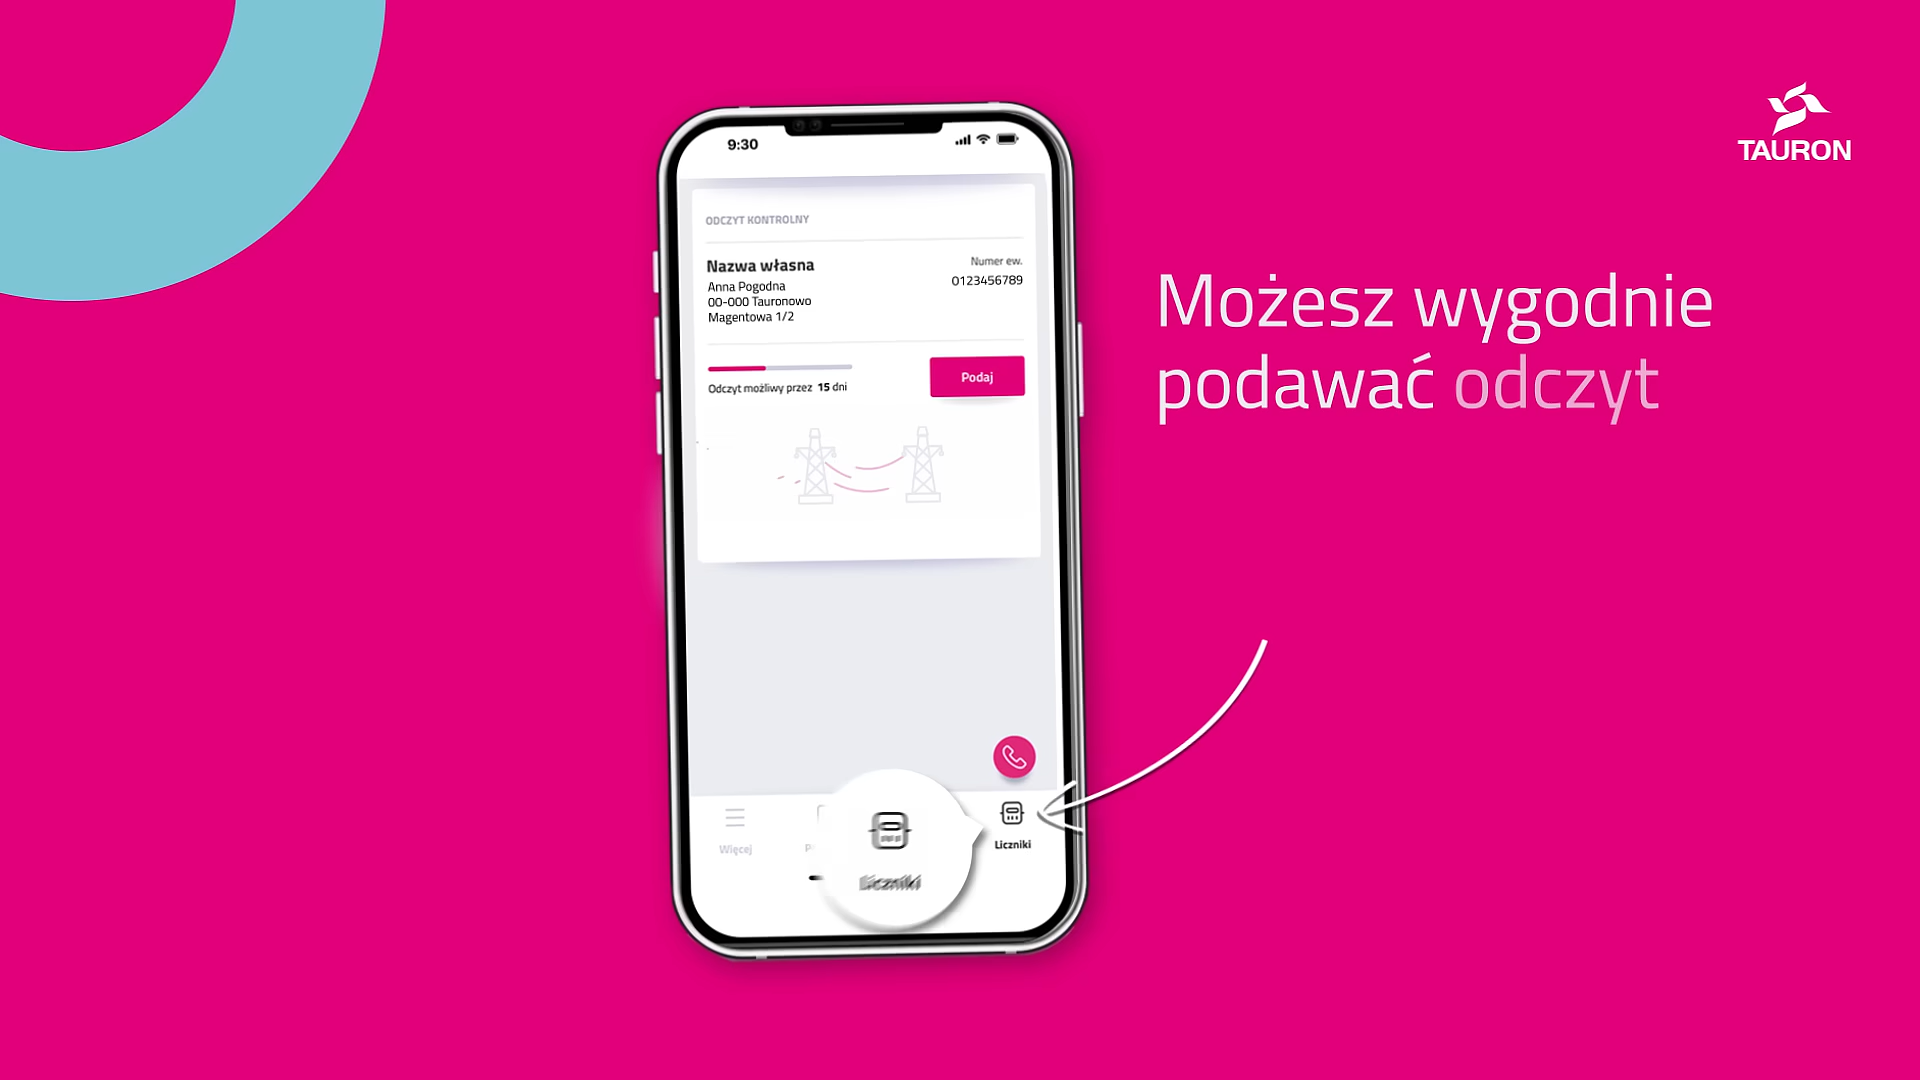 TAURON
9:30
ODCZYT KONTROLNY
Nazwa własna
Anna Pogodna
00-000 Tauronowo
Magentowa 1/2
Numer ew.
0123456789
Odczyt możliwy przez 15 dni
Podaj
Więcej
Liczniki
Liczniki
Możesz wygodnie
podawać odczyt